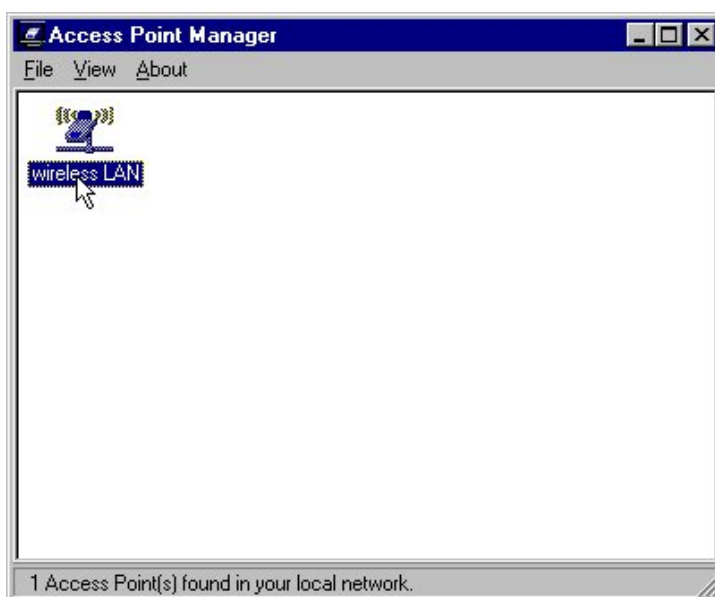 Access Point Manager
File View About
wireless LAN
1 Access Point(s) found in your local network.